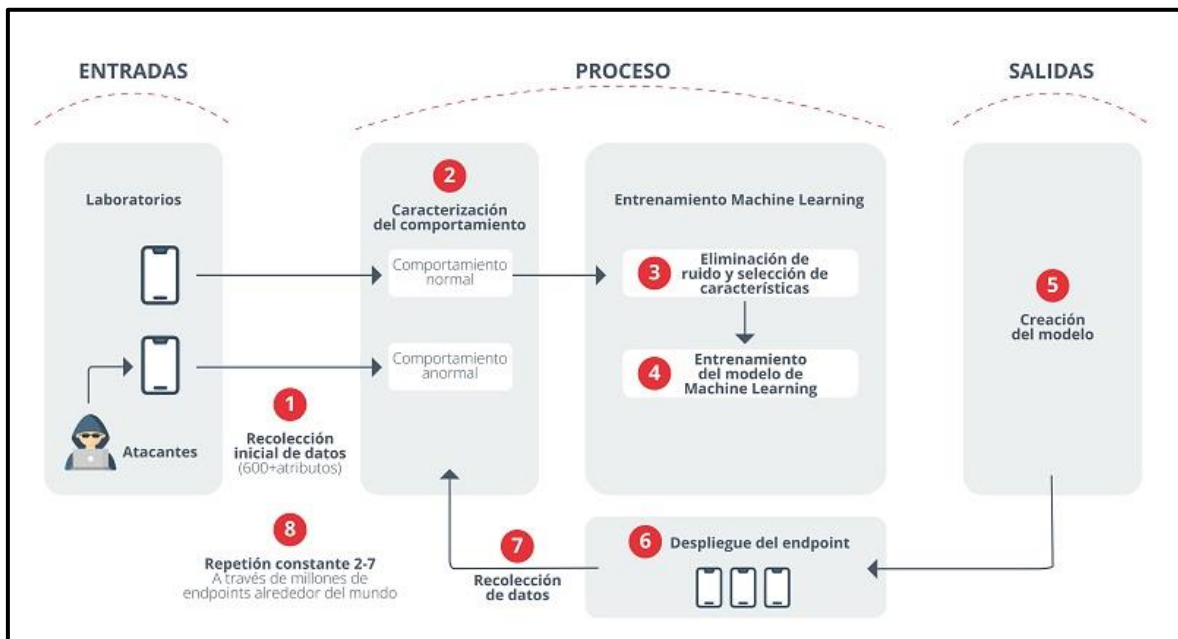 ENTRADAS
PROCESO
SALIDAS
Laboratorios
Atacantes
1
Recolección
inicial de datos
(600+atributos)
2
Caracterización
del comportamiento
Comportamiento
normal
Comportamiento
anormal
Entrenamiento Machine Learning
3
Eliminación de
ruido y selección de
características
4
Entrenamiento
del modelo de
Machine Learning
5
Creación
del modelo
6
Despliegue del endpoint
7
Recolección
de datos
8
Repetión constante 2-7
A través de millones de
endpoints alrededor del mundo